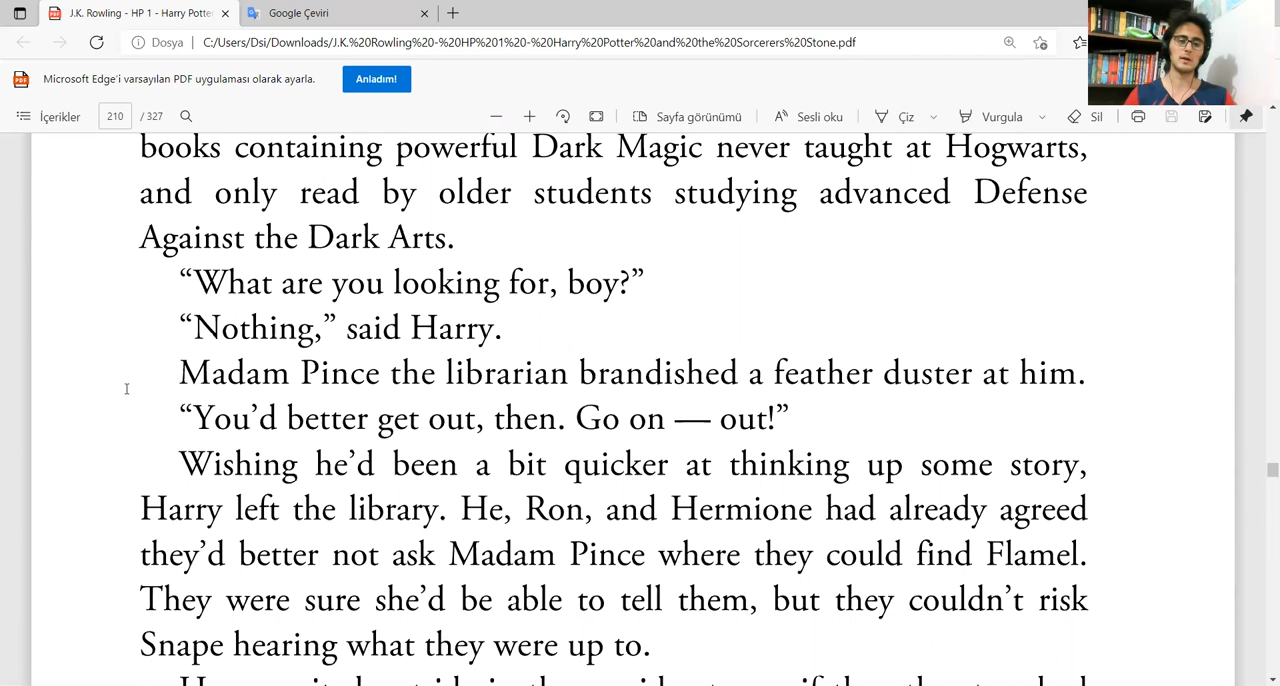 J.K. Rowling - HP 1 - Harry Potter
Google Çeviri
Dosya
C:/Users/Dsi/Downloads/J.K.%20Rowling%20-%20HP%201%20-%20Harry%20Potter%20and%20the%20Sorcerers%20Stone.pdf
Microsoft Edge'i varsayılan PDF uygulaması olarak ayarla.
Anladım!
İçerikler
210
/ 327
Sayfa görünümü
Sesli oku
Çiz
Vurgula
Sil
books containing powerful Dark Magic never taught at Hogwarts,
and only read by older students studying advanced Defense
Against the Dark Arts.
“What are you looking for, boy?”
“Nothing,” said Harry.
Madam Pince the librarian brandished a feather duster at him.
“You’d better get out, then. Go on — out!”
Wishing he’d been a bit quicker at thinking up some story,
Harry left the library. He, Ron, and Hermione had already agreed
they’d better not ask Madam Pince where they could find Flamel.
They were sure she’d be able to tell them, but they couldn’t risk
Snape hearing what they were up to.